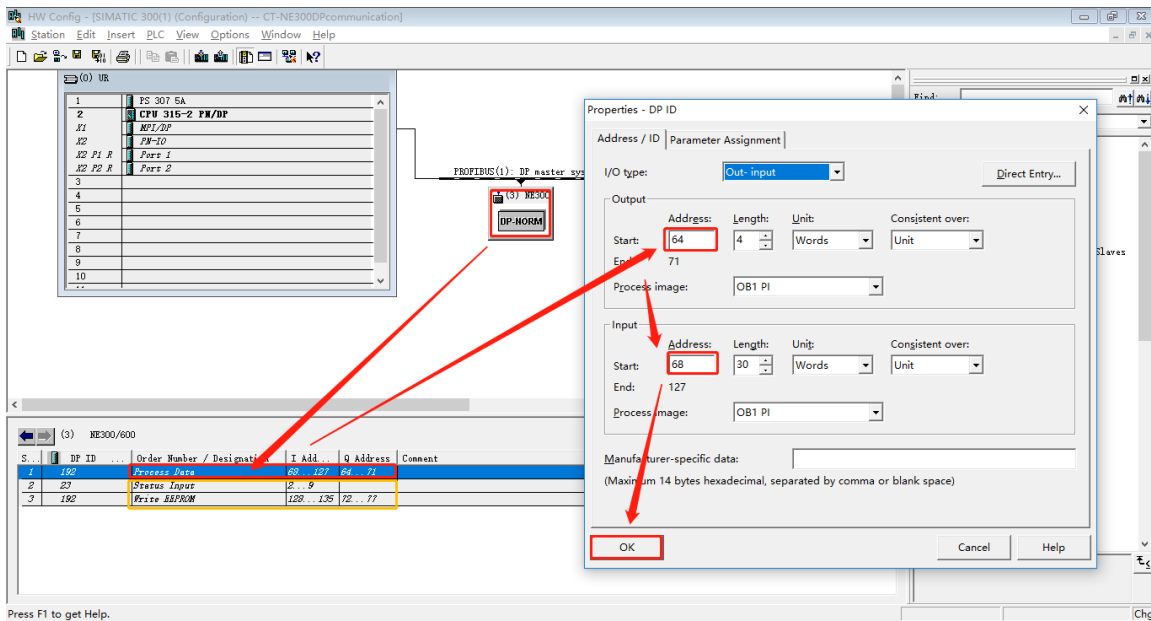 HW Config - [SIMATIC 300(1) (Configuration) -- CT-NE300DPcommunication]
Station Edit Insert PLC View Options Window Help
(0) UR
1 PS 307 5A
2 CPU 315-2 PN/DP
X1 MPI/DP
X2 PN-IO
X2 P1 R Port 1
X2 P2 R Port 2
3
4
5
6
7
8
9
10
PROFIBUS(1): DP master sys
(3) NE300
DP-NORM
Find:
Slaves
Properties - DP ID
Address / ID Parameter Assignment
I/O type: Out- input Direct Entry...
Output
Address: Length: Unit: Consistent over:
Start: 64 4 Words Unit
End: 71
Process image: OB1 PI
Input
Address: Length: Unit: Consistent over:
Start: 68 30 Words Unit
End: 127
Process image: OB1 PI
Manufacturer-specific data:
(Maximum 14 bytes hexadecimal, separated by comma or blank space)
OK Cancel Help
(3) NE300/600
S... DP ID ... Order Number / Designation I Add... Q Address Comment
1 192 Process Data 68...127 64...71
2 23 Status Input 2...9
3 192 Write EEPROM 128...135 72...77
Press F1 to get Help.
Chg